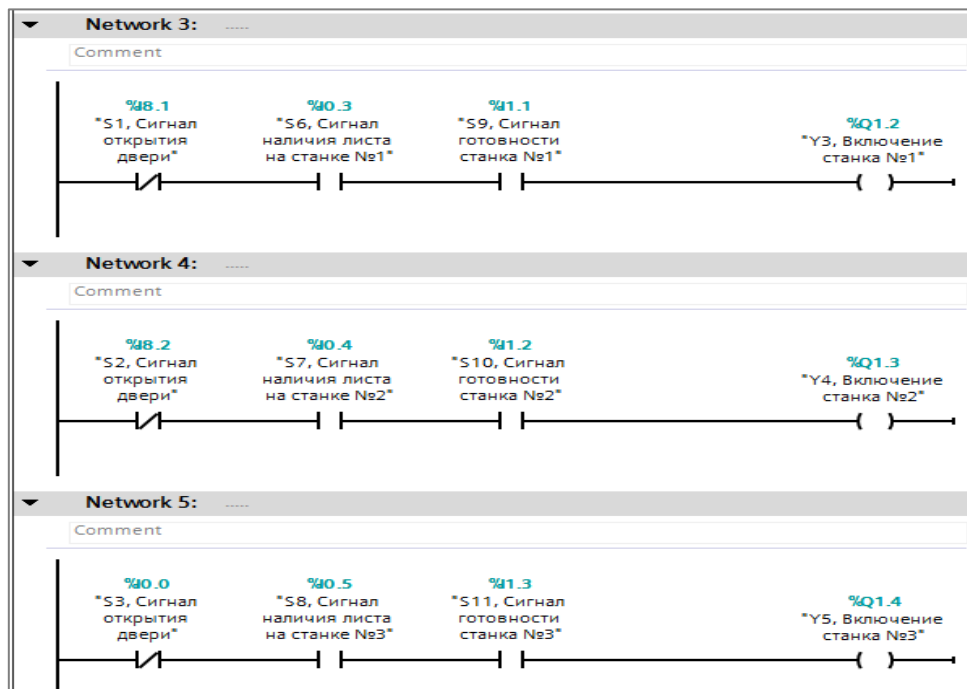 Network 3: .....
Comment
%I8.1
"S1, Сигнал
открытия
двери"
%I0.3
"S6, Сигнал
наличия листа
на станке №1"
%I1.1
"S9, Сигнал
готовности
станка №1"
%Q1.2
"Y3, Включение
станка №1"
Network 4: .....
Comment
%I8.2
"S2, Сигнал
открытия
двери"
%I0.4
"S7, Сигнал
наличия листа
на станке №2"
%I1.2
"S10, Сигнал
готовности
станка №2"
%Q1.3
"Y4, Включение
станка №2"
Network 5: .....
Comment
%I0.0
"S3, Сигнал
открытия
двери"
%I0.5
"S8, Сигнал
наличия листа
на станке №3"
%I1.3
"S11, Сигнал
готовности
станка №3"
%Q1.4
"Y5, Включение
станка №3"